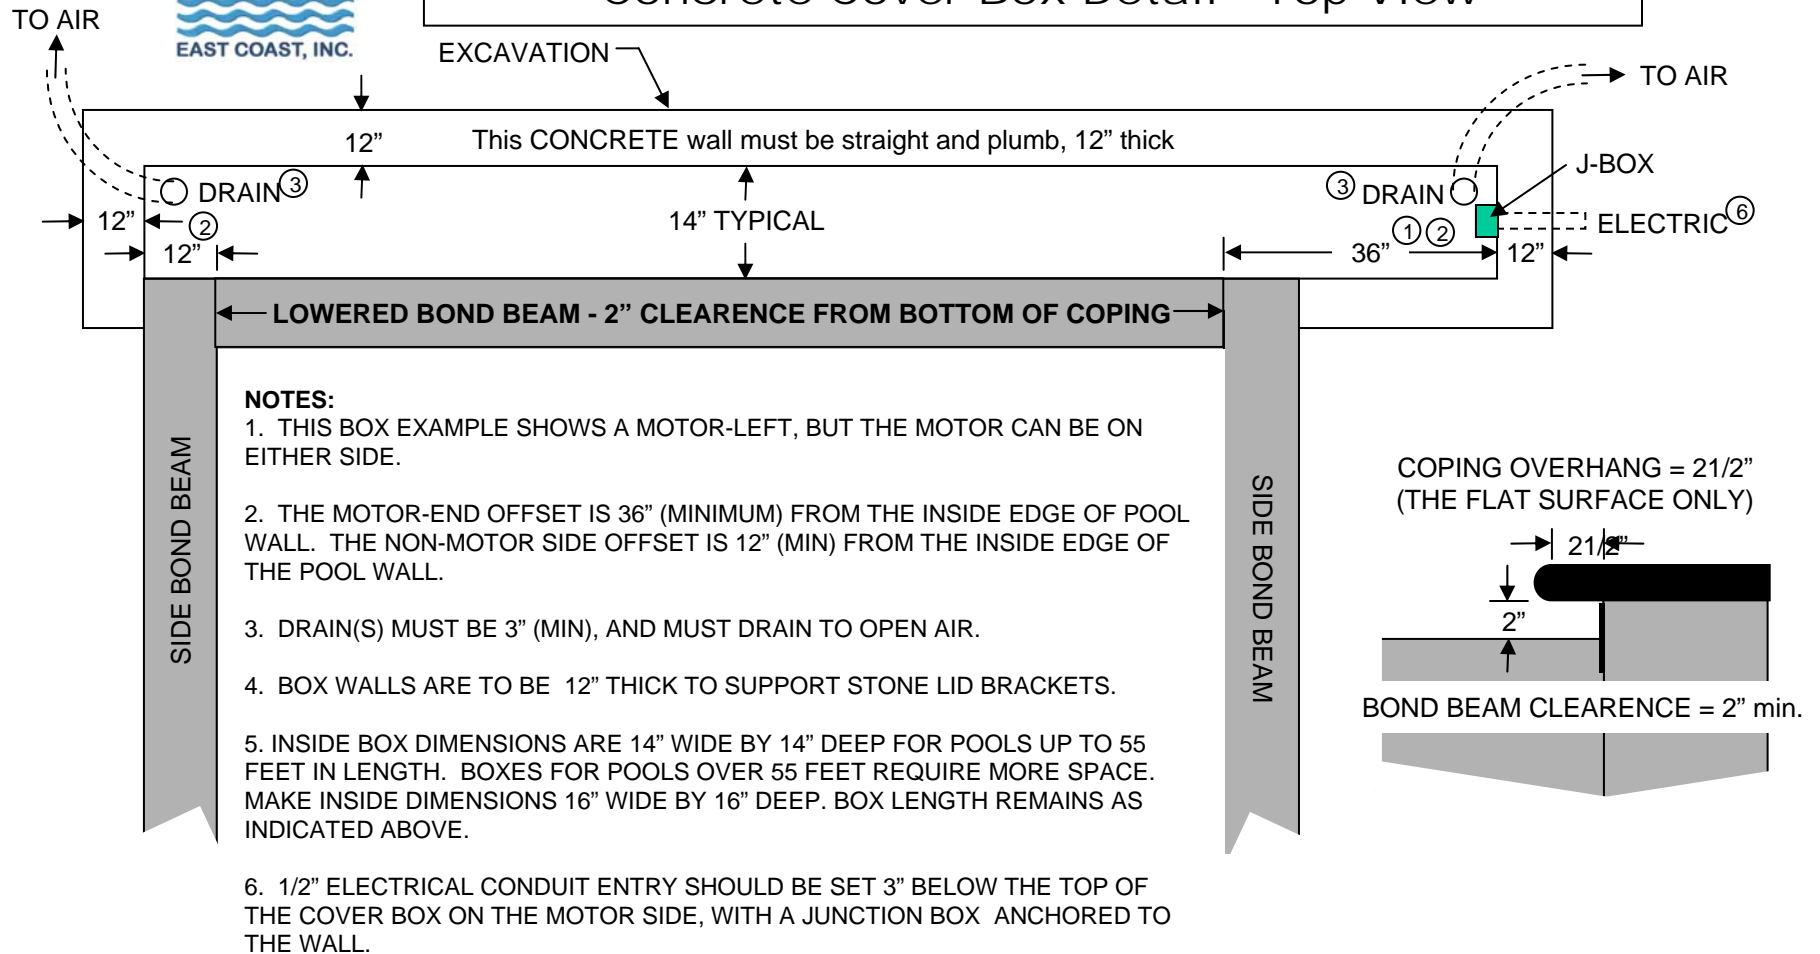 Concrete Cover Box Detail - Top View
TO AIR
EAST COAST, INC.
EXCAVATION
TO AIR
12”
This CONCRETE wall must be straight and plumb, 12” thick
J-BOX
DRAIN 3
3 DRAIN
12”
2
14” TYPICAL
1 2
ELECTRIC 6
12”
36”
12”
LOWERED BOND BEAM - 2” CLEARENCE FROM BOTTOM OF COPING
SIDE BOND BEAM
NOTES:
1. THIS BOX EXAMPLE SHOWS A MOTOR-LEFT, BUT THE MOTOR CAN BE ON
EITHER SIDE.
2. THE MOTOR-END OFFSET IS 36” (MINIMUM) FROM THE INSIDE EDGE OF POOL
WALL. THE NON-MOTOR SIDE OFFSET IS 12” (MIN) FROM THE INSIDE EDGE OF
THE POOL WALL.
3. DRAIN(S) MUST BE 3” (MIN), AND MUST DRAIN TO OPEN AIR.
4. BOX WALLS ARE TO BE 12” THICK TO SUPPORT STONE LID BRACKETS.
5. INSIDE BOX DIMENSIONS ARE 14” WIDE BY 14” DEEP FOR POOLS UP TO 55
FEET IN LENGTH. BOXES FOR POOLS OVER 55 FEET REQUIRE MORE SPACE.
MAKE INSIDE DIMENSIONS 16” WIDE BY 16” DEEP. BOX LENGTH REMAINS AS
INDICATED ABOVE.
6. 1/2” ELECTRICAL CONDUIT ENTRY SHOULD BE SET 3” BELOW THE TOP OF
THE COVER BOX ON THE MOTOR SIDE, WITH A JUNCTION BOX ANCHORED TO
THE WALL.
SIDE BOND BEAM
COPING OVERHANG = 21/2”
(THE FLAT SURFACE ONLY)
21/2”
2”
BOND BEAM CLEARENCE = 2” min.